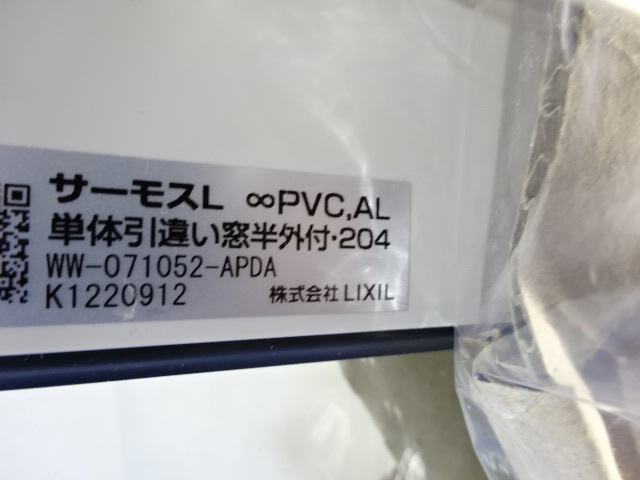 サーモスL ∞PVC,AL
単体引違い窓半外付・204
WW-071052-APDA
K1220912 株式会社 LIXIL